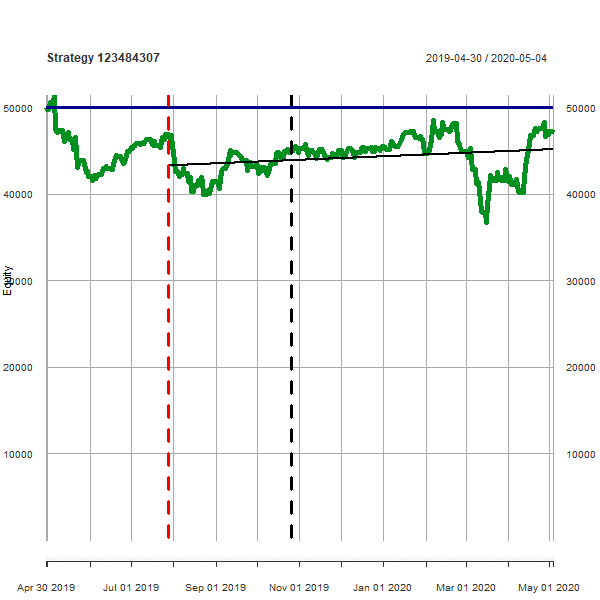 Strategy 123484307
2019-04-30 / 2020-05-04
50000
50000
40000
40000
Equity
30000
30000
20000
20000
10000
10000
Apr 30 2019
Jul 01 2019
Sep 01 2019
Nov 01 2019
Jan 01 2020
Mar 01 2020
May 01 2020